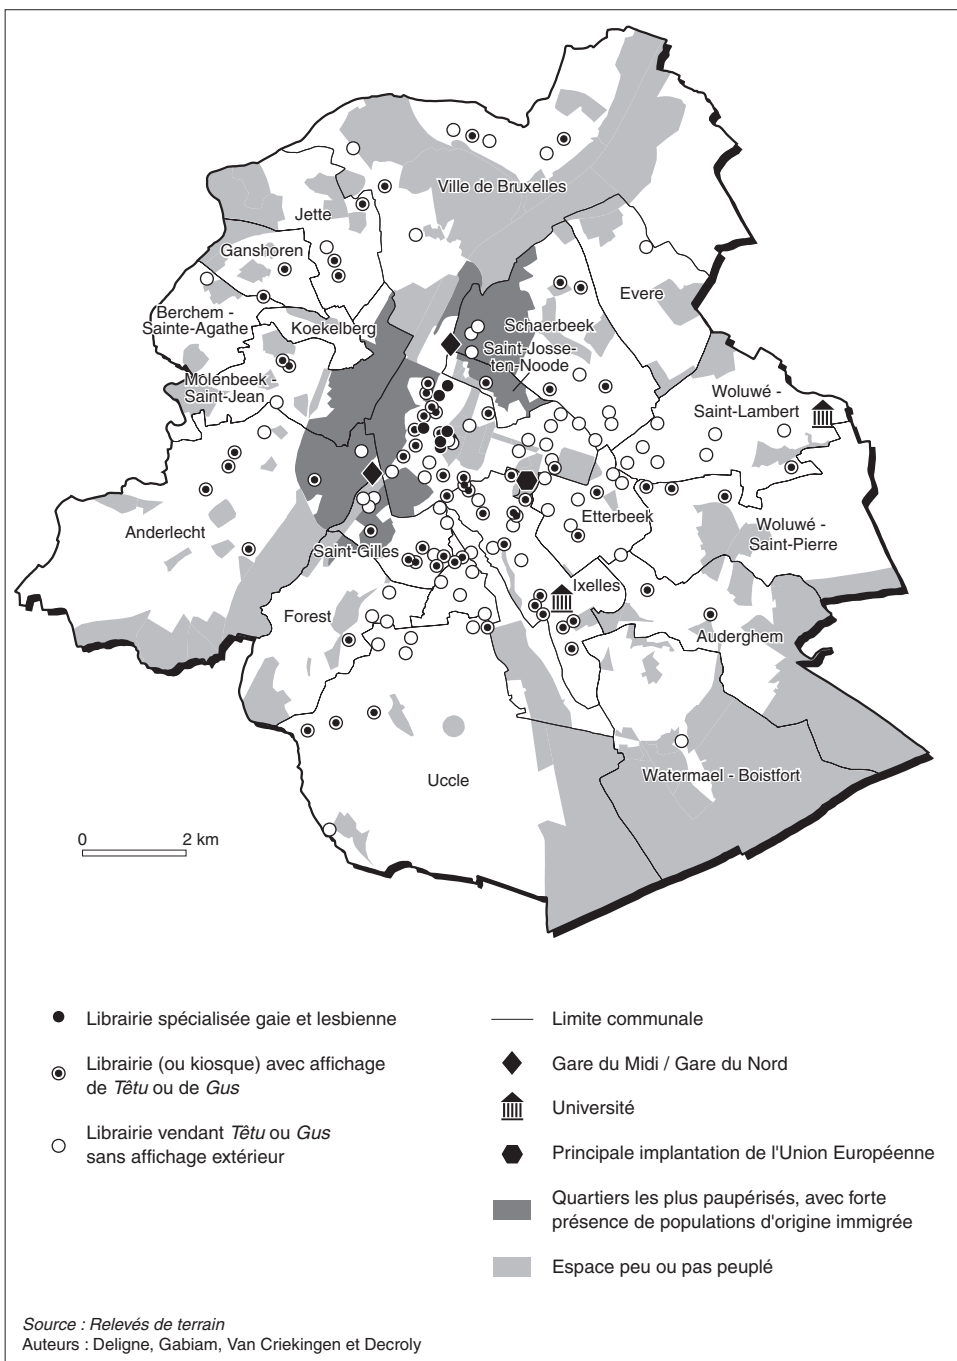 Ville de Bruxelles
Jette
Ganshoren
Evere
Berchem -
Sainte-Agathe
Koekelberg
Schaerbeek
Saint-Josse-
ten-Noode
Molenbeek -
Saint-Jean
Woluwé -
Saint-Lambert
Anderlecht
Etterbeek
Woluwé -
Saint-Pierre
Saint-Gilles
Ixelles
Forest
Auderghem
Uccle
Watermael - Boistfort
0 2 km
Librairie spécialisée gaie et lesbienne
Librairie (ou kiosque) avec affichage
de Têtu ou de Gus
Librairie vendant Têtu ou Gus
sans affichage extérieur
Limite communale
Gare du Midi / Gare du Nord
Université
Principale implantation de l'Union Européenne
Quartiers les plus paupérisés, avec forte
présence de populations d'origine immigrée
Espace peu ou pas peuplé
Source : Relevés de terrain
Auteurs : Deligne, Gabiam, Van Criekingen et Decroly